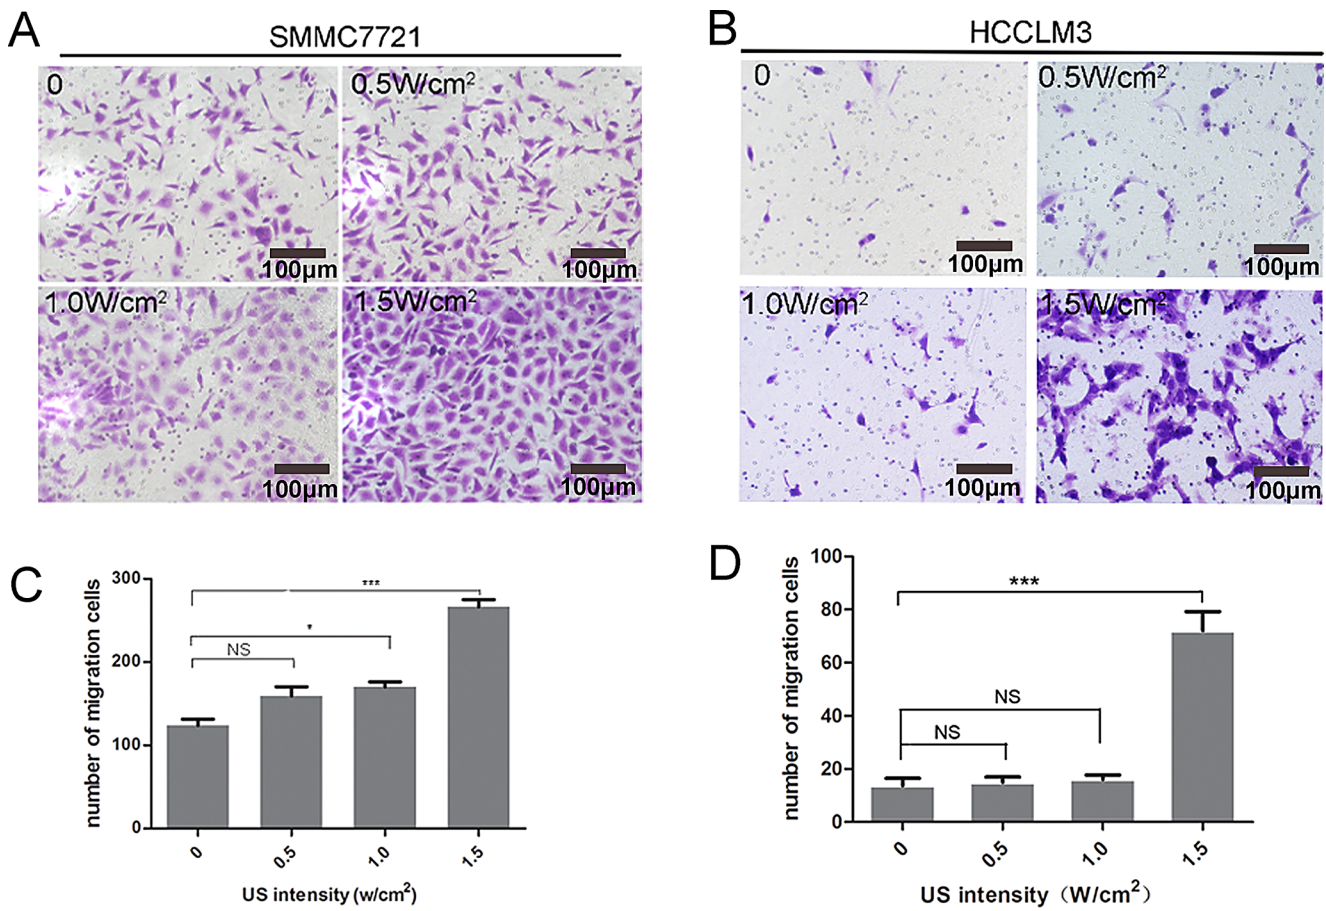 A
SMMC7721
0
0.5W/cm²
100μm
100μm
1.0W/cm²
1.5W/cm²
100μm
100μm
B
HCCLM3
0
0.5W/cm²
100μm
100μm
1.0W/cm²
1.5W/cm²
100μm
100μm
C
number of migration cells
300
200
100
0
***
*
NS
0
0.5
1.0
1.5
US intensity (w/cm²)
D
number of migration cells
100
80
60
40
20
0
***
NS
NS
0
0.5
1.0
1.5
US intensity（W/cm²）